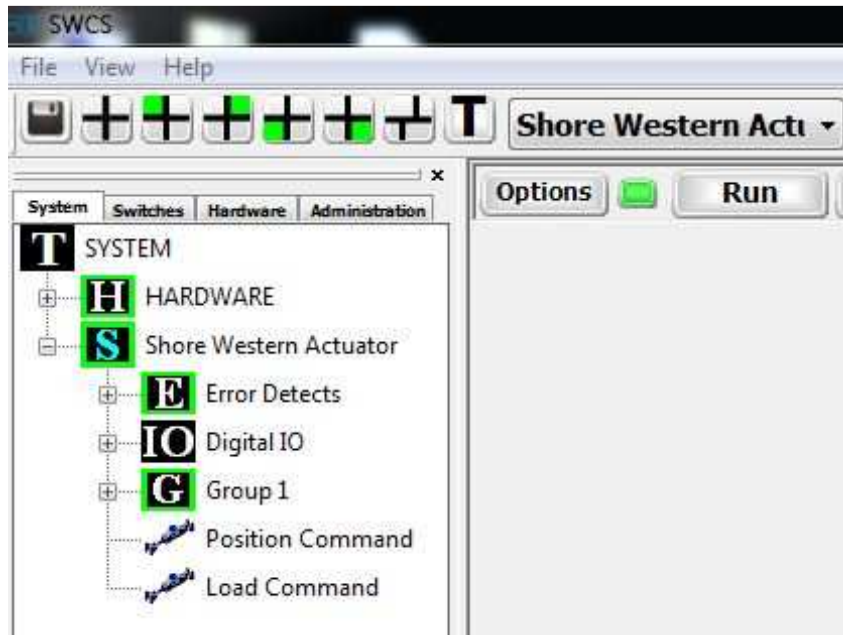 SWCS
File View Help
T Shore Western Actu
System Switches Hardware Administration
Options Run
T SYSTEM
H HARDWARE
S Shore Western Actuator
E Error Detects
IO Digital IO
G Group 1
Position Command
Load Command